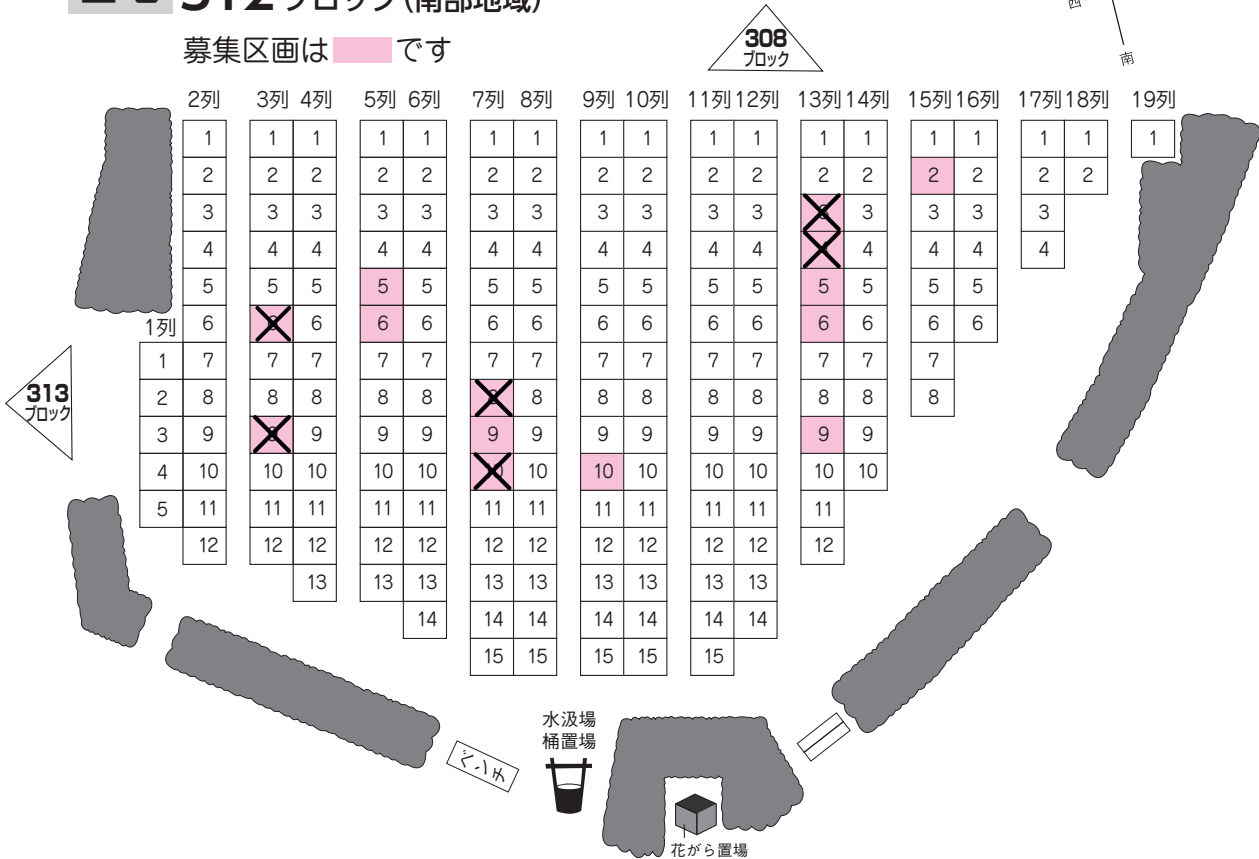 312ブロック(南部地域)
募集区画は です
西
南
308
ブロック
2列 3列 4列 5列 6列 7列 8列 9列 10列 11列 12列 13列 14列 15列 16列 17列 18列 19列
1 1 1 1 1 1 1 1 1 1 1 1 1 1 1 1 1 1
2 2 2 2 2 2 2 2 2 2 2 2 2 2 2 2 2
3 3 3 3 3 3 3 3 3 3 3 3 3 3 3
4 4 4 4 4 4 4 4 4 4 4 4 4 4 4
5 5 5 5 5 5 5 5 5 5 5 5 5 5 5
1列 6 6 6 6 6 6 6 6 6 6 6 6 6 6
1 7 7 7 7 7 7 7 7 7 7 7 7 7 7
2 8 8 8 8 8 8 8 8 8 8 8 8 8
3 9 9 9 9 9 9 9 9 9 9 9 9
4 10 10 10 10 10 10 10 10 10 10 10 10
5 11 11 11 11 11 11 11 11 11 11 11 11
12 12 12 12 12 12 12 12 12 12 12 12
13 13 13 13 13 13 13 13 13
14 14 14 14 14 14 14
15 15 15 15 15
313
ブロック
水汲場
桶置場
ベンチ
花がら置場